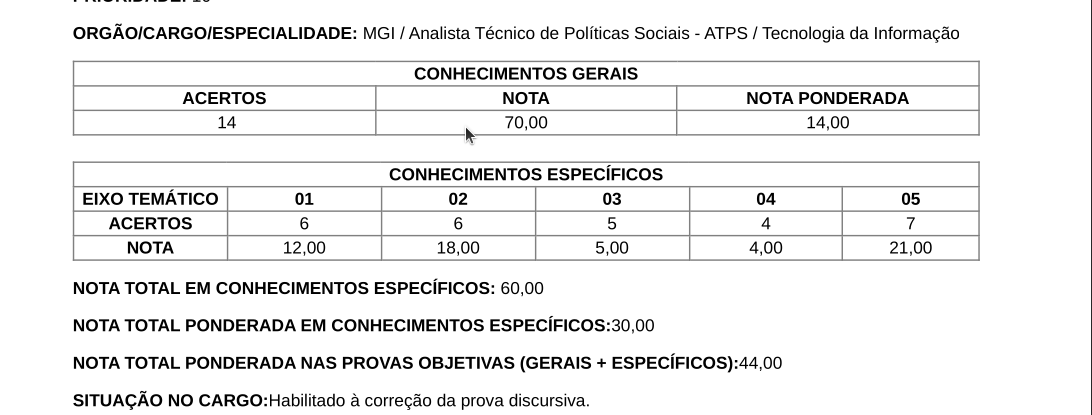 PRIORIDADE: 10
ORGÃO/CARGO/ESPECIALIDADE: MGI / Analista Técnico de Políticas Sociais - ATPS / Tecnologia da Informação
CONHECIMENTOS GERAIS
ACERTOS NOTA NOTA PONDERADA
14 70,00 14,00
CONHECIMENTOS ESPECÍFICOS
EIXO TEMÁTICO 01 02 03 04 05
ACERTOS 6 6 5 4 7
NOTA 12,00 18,00 5,00 4,00 21,00
NOTA TOTAL EM CONHECIMENTOS ESPECÍFICOS: 60,00
NOTA TOTAL PONDERADA EM CONHECIMENTOS ESPECÍFICOS:30,00
NOTA TOTAL PONDERADA NAS PROVAS OBJETIVAS (GERAIS + ESPECÍFICOS):44,00
SITUAÇÃO NO CARGO:Habilitado à correção da prova discursiva.